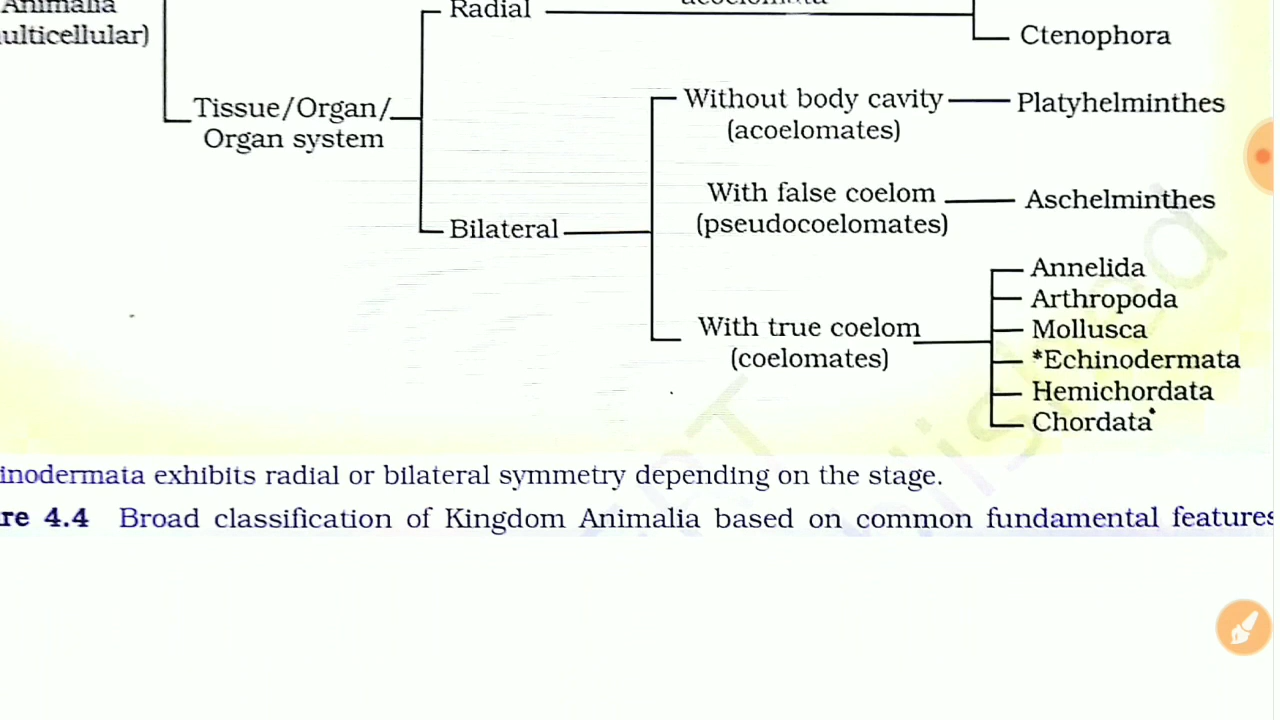 Animalia
ulticellular)
Radial
Ctenophora
Tissue/Organ/
Organ system
Without body cavity
(acoelomates)
Platyhelminthes
With false coelom
(pseudocoelomates)
Aschelminthes
Bilateral
With true coelom
(coelomates)
Annelida
Arthropoda
Mollusca
*Echinodermata
Hemichordata
Chordata
inodermata exhibits radial or bilateral symmetry depending on the stage.
re 4.4 Broad classification of Kingdom Animalia based on common fundamental features